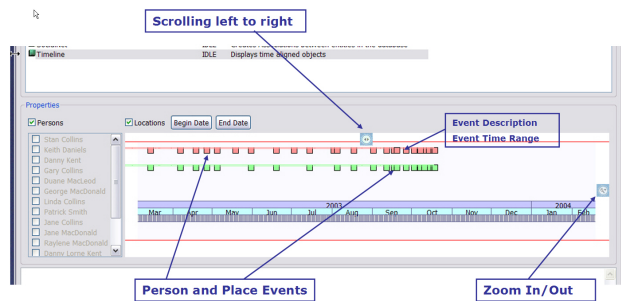 Scrolling left to right
IDLE
Timeline IDLE Displays time aligned objects
Properties
Persons
Locations Begin Date End Date
Event Description
Event Time Range
Sten Collins
Keith Daniels
Danny Kent
Gary Collins
Duane MacLeod
George MacDonald
Linda Collins
Patrick Smith
Jane Collins
Jane MacDonald
Raylene MacDonald
Danny Lorne Kent
2003 2004
Mar Apr May Jun Jul Aug Sep Oct Nov Dec Jan Feb
Person and Place Events
Zoom In/Out